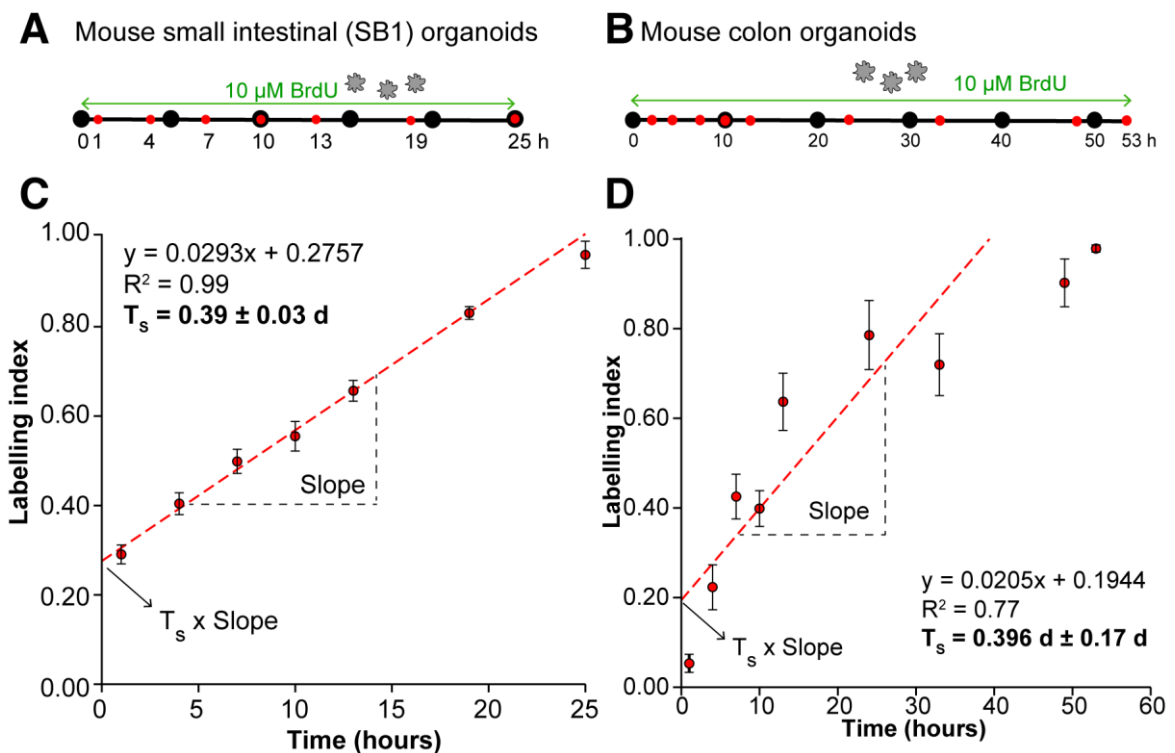 A Mouse small intestinal (SB1) organoids
10 µM BrdU
0 1 4 7 10 13 19 25 h
B Mouse colon organoids
10 µM BrdU
0 10 20 30 40 50 53 h
C
1.00
0.80
0.60
0.40
0.20
0.00
Labelling index
y = 0.0293x + 0.2757
R² = 0.99
Tₛ = 0.39 ± 0.03 d
Slope
Tₛ x Slope
0 5 10 15 20 25
Time (hours)
D
1.00
0.80
0.60
0.40
0.20
0.00
Labelling index
Slope
y = 0.0205x + 0.1944
R² = 0.77
Tₛ = 0.396 d ± 0.17 d
Tₛ x Slope
0 10 20 30 40 50 60
Time (hours)